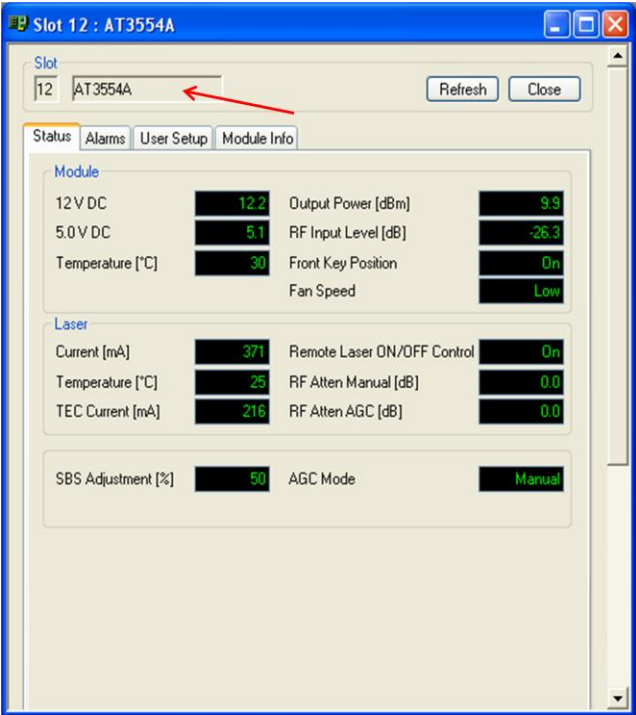 Slot 12 : AT3554A
Slot
12 AT3554A Refresh Close
Status Alarms User Setup Module Info
Module
12 V DC 12.2 Output Power [dBm] 9.9
5.0 V DC 5.1 RF Input Level [dB] -26.3
Temperature [°C] 30 Front Key Position On
Fan Speed Low
Laser
Current [mA] 371 Remote Laser ON/OFF Control On
Temperature [°C] 25 RF Atten Manual [dB] 0.0
TEC Current [mA] 216 RF Atten AGC [dB] 0.0
SBS Adjustment [%] 50 AGC Mode Manual